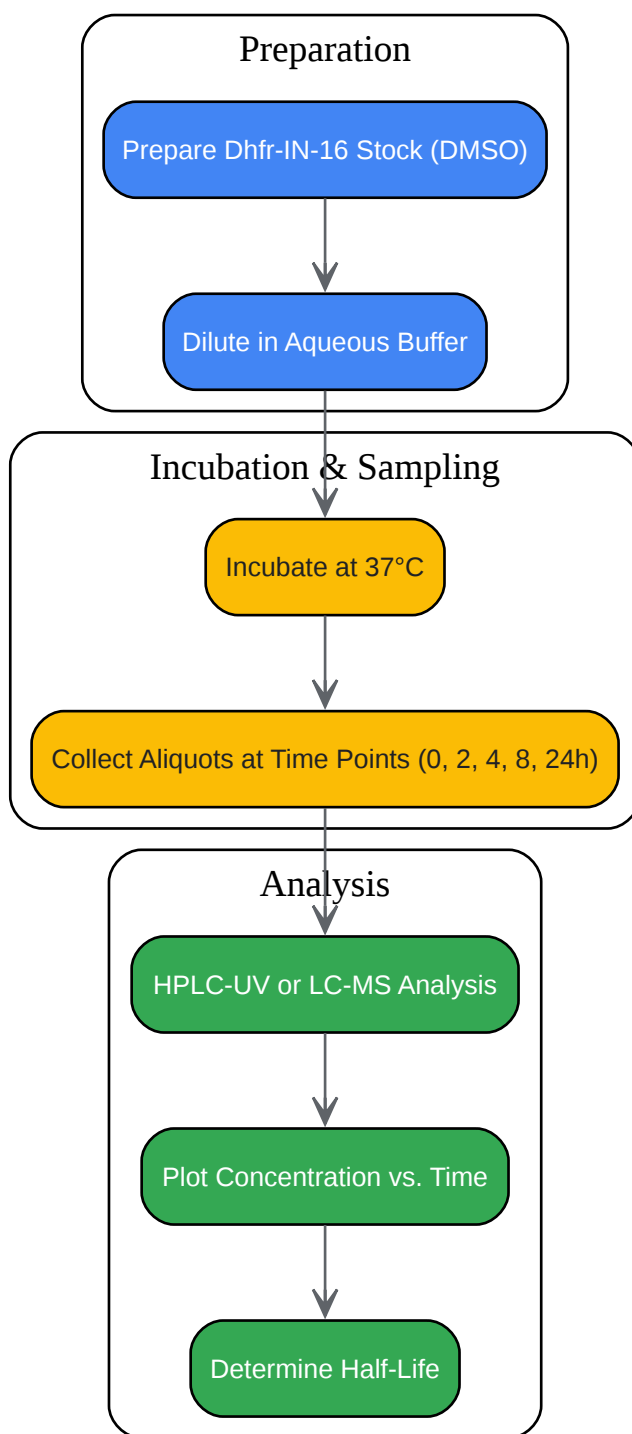 Preparation
Prepare Dhfr-IN-16 Stock (DMSO)
Dilute in Aqueous Buffer
Incubation & Sampling
Incubate at 37°C
Collect Aliquots at Time Points (0, 2, 4, 8, 24h)
Analysis
HPLC-UV or LC-MS Analysis
Plot Concentration vs. Time
Determine Half-Life